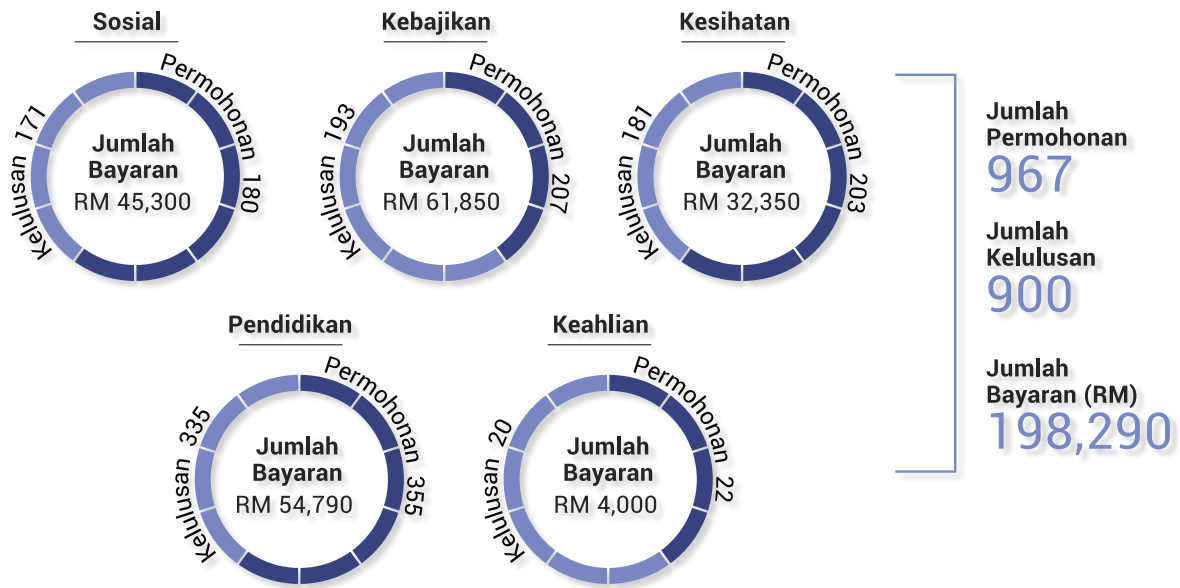 Sosial
Permohonan 180
Kelulusan 171
Jumlah
Bayaran
RM 45,300
Kebajikan
Permohonan 207
Kelulusan 193
Jumlah
Bayaran
RM 61,850
Kesihatan
Permohonan 203
Kelulusan 181
Jumlah
Bayaran
RM 32,350
Pendidikan
Permohonan 355
Kelulusan 335
Jumlah
Bayaran
RM 54,790
Keahlian
Permohonan 22
Kelulusan 20
Jumlah
Bayaran
RM 4,000
Jumlah
Permohonan
967
Jumlah
Kelulusan
900
Jumlah
Bayaran (RM)
198,290